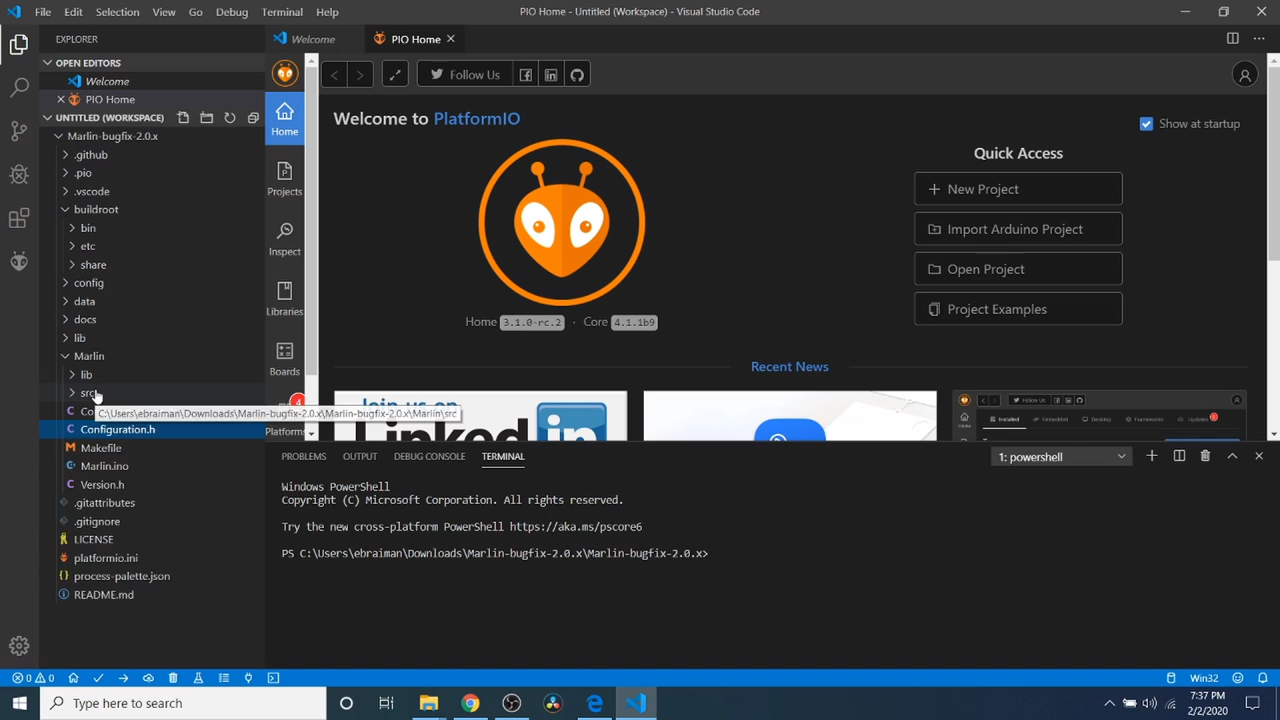 File Edit Selection View Go Debug Terminal Help
PIO Home - Untitled (Workspace) - Visual Studio Code
EXPLORER
OPEN EDITORS
Welcome
PIO Home
UNTITLED (WORKSPACE)
Marlin-bugfix-2.0.x
.github
.pio
.vscode
buildroot
bin
etc
share
config
data
docs
lib
Marlin
lib
src
C:\Users\ebraiman\Downloads\Marlin-bugfix-2.0.x\Marlin-bugfix-2.0.x\Marlin\src
Configuration.h
Makefile
Marlin.ino
Version.h
.gitattributes
.gitignore
LICENSE
platformio.ini
process-palette.json
README.md
Welcome
PIO Home
Home
Projects
Inspect
Libraries
Boards
4
Platforms
Follow Us
Welcome to PlatformIO
Show at startup
Home 3.1.0-rc.2 · Core 4.1.1b9
Quick Access
New Project
Import Arduino Project
Open Project
Project Examples
Recent News
Join us on
LinkedIn
PROBLEMS OUTPUT DEBUG CONSOLE TERMINAL
1: powershell
Windows PowerShell
Copyright (C) Microsoft Corporation. All rights reserved.
Try the new cross-platform PowerShell https://aka.ms/pscore6
PS C:\Users\ebraiman\Downloads\Marlin-bugfix-2.0.x\Marlin-bugfix-2.0.x>
0 0
Win32
Type here to search
7:37 PM
2/2/2020